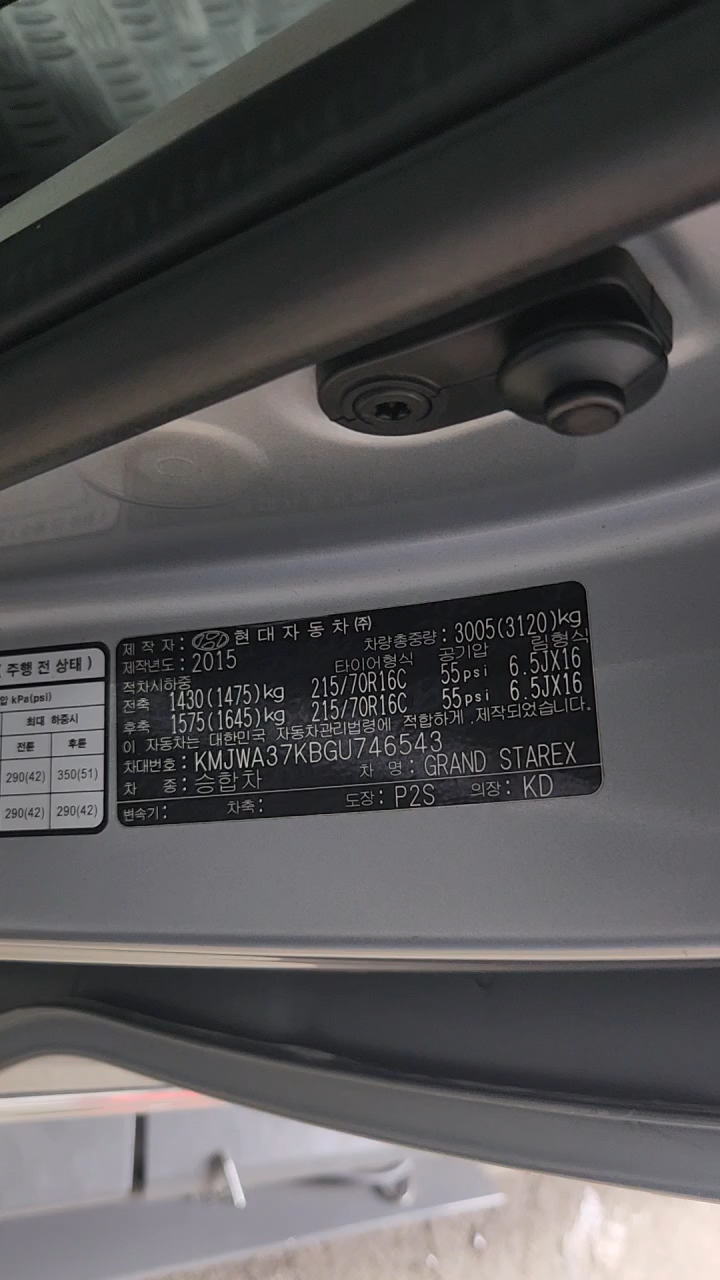 ( 주행 전 상태 )
압 kPa(psi)
최대 하중시
전륜 후륜
290(42) 350(51)
290(42) 290(42)
제작자: 현대자동차㈜
제작년도: 2015 차량총중량: 3005(3120)kg
적차시하중 타이어형식 공기압 림형식
전축 1430(1475)kg 215/70R16C 55psi 6.5JX16
후축 1575(1645)kg 215/70R16C 55psi 6.5JX16
이 자동차는 대한민국 자동차관리법령에 적합하게 제작되었습니다.
차대번호: KMJWA37KBGU746543
차 종: 승합차 차 명: GRAND STAREX
변속기: 차축: 도장: P2S 의장: KD